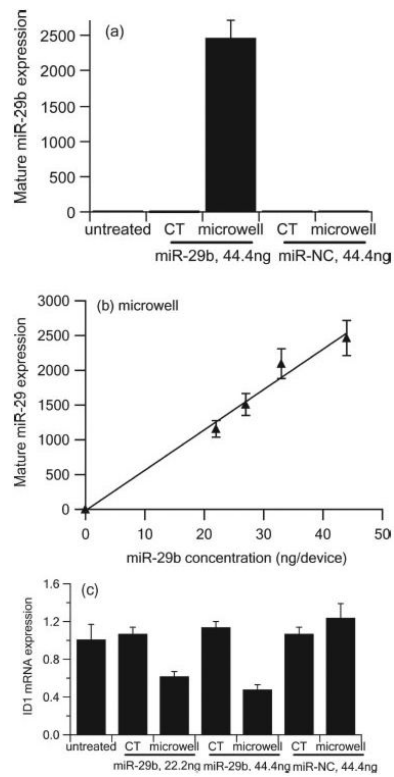 (a)
Mature miR-29b expression
2500
2000
1500
1000
500
0
untreated CT microwell CT microwell
miR-29b, 44.4ng miR-NC, 44.4ng
(b) microwell
Mature miR-29 expression
3000
2500
2000
1500
1000
500
0
0 10 20 30 40 50
miR-29b concentration (ng/device)
(c)
ID1 mRNA expression
1.6
1.2
0.8
0.4
0.0
untreated CT microwell CT microwell CT microwell
miR-29b, 22.2ng miR-29b, 44.4ng miR-NC, 44.4ng